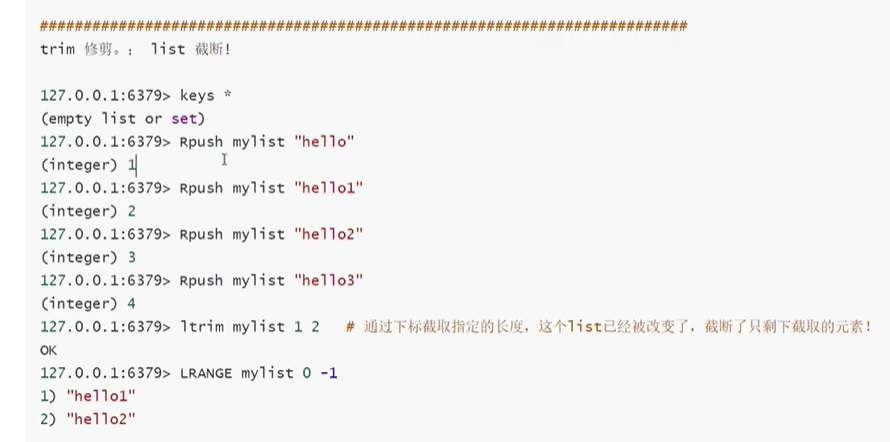 ##########################################################################
trim 修剪。： list 截断!
127.0.0.1:6379> keys *
(empty list or set)
127.0.0.1:6379> Rpush mylist "hello"
(integer) 1
127.0.0.1:6379> Rpush mylist "hello1"
(integer) 2
127.0.0.1:6379> Rpush mylist "hello2"
(integer) 3
127.0.0.1:6379> Rpush mylist "hello3"
(integer) 4
127.0.0.1:6379> ltrim mylist 1 2   # 通过下标截取指定的长度，这个list已经被改变了，截断了只剩下截取的元素！
OK
127.0.0.1:6379> LRANGE mylist 0 -1
1) "hello1"
2) "hello2"